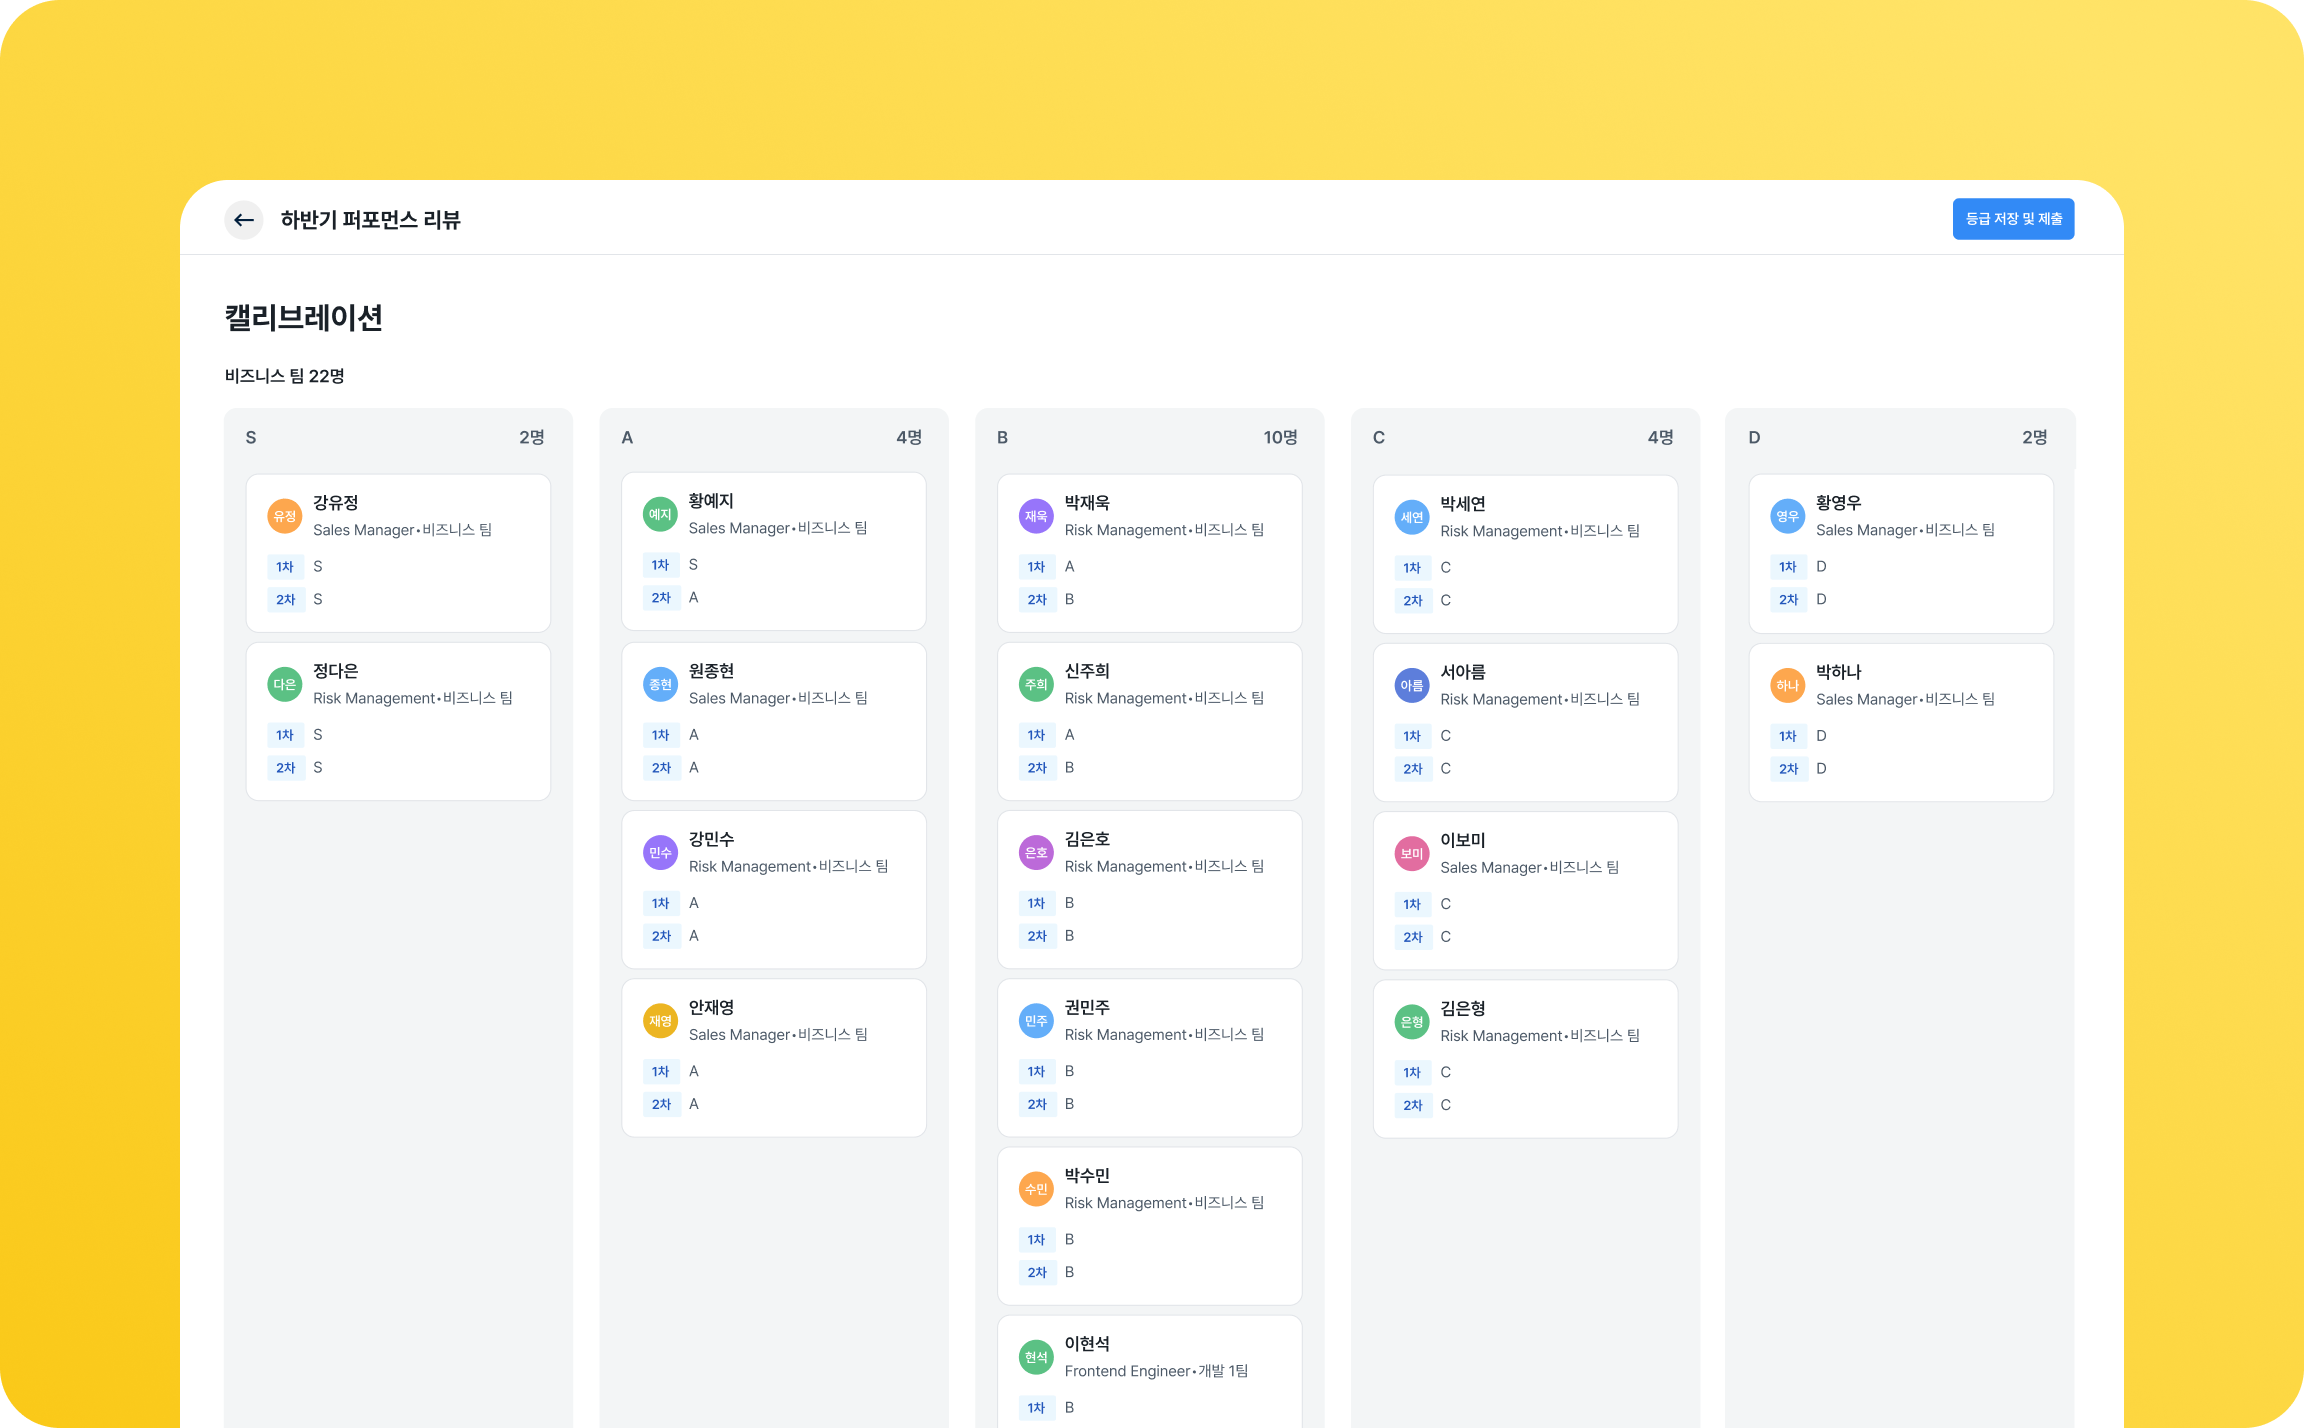 하반기 퍼포먼스 리뷰
등급 저장 및 제출
캘리브레이션
비즈니스 팀 22명
S 2명
유정 강유정
Sales Manager•비즈니스 팀
1차 S
2차 S
다은 정다은
Risk Management•비즈니스 팀
1차 S
2차 S
A 4명
예지 황예지
Sales Manager•비즈니스 팀
1차 S
2차 A
종현 원종현
Sales Manager•비즈니스 팀
1차 A
2차 A
민수 강민수
Risk Management•비즈니스 팀
1차 A
2차 A
재영 안재영
Sales Manager•비즈니스 팀
1차 A
2차 A
B 10명
재욱 박재욱
Risk Management•비즈니스 팀
1차 A
2차 B
주희 신주희
Risk Management•비즈니스 팀
1차 A
2차 B
은호 김은호
Risk Management•비즈니스 팀
1차 B
2차 B
민주 권민주
Risk Management•비즈니스 팀
1차 B
2차 B
수민 박수민
Risk Management•비즈니스 팀
1차 B
2차 B
현석 이현석
Frontend Engineer•개발 1팀
1차 B
C 4명
세연 박세연
Risk Management•비즈니스 팀
1차 C
2차 C
아름 서아름
Risk Management•비즈니스 팀
1차 C
2차 C
보미 이보미
Sales Manager•비즈니스 팀
1차 C
2차 C
은형 김은형
Risk Management•비즈니스 팀
1차 C
2차 C
D 2명
영우 황영우
Sales Manager•비즈니스 팀
1차 D
2차 D
하나 박하나
Sales Manager•비즈니스 팀
1차 D
2차 D